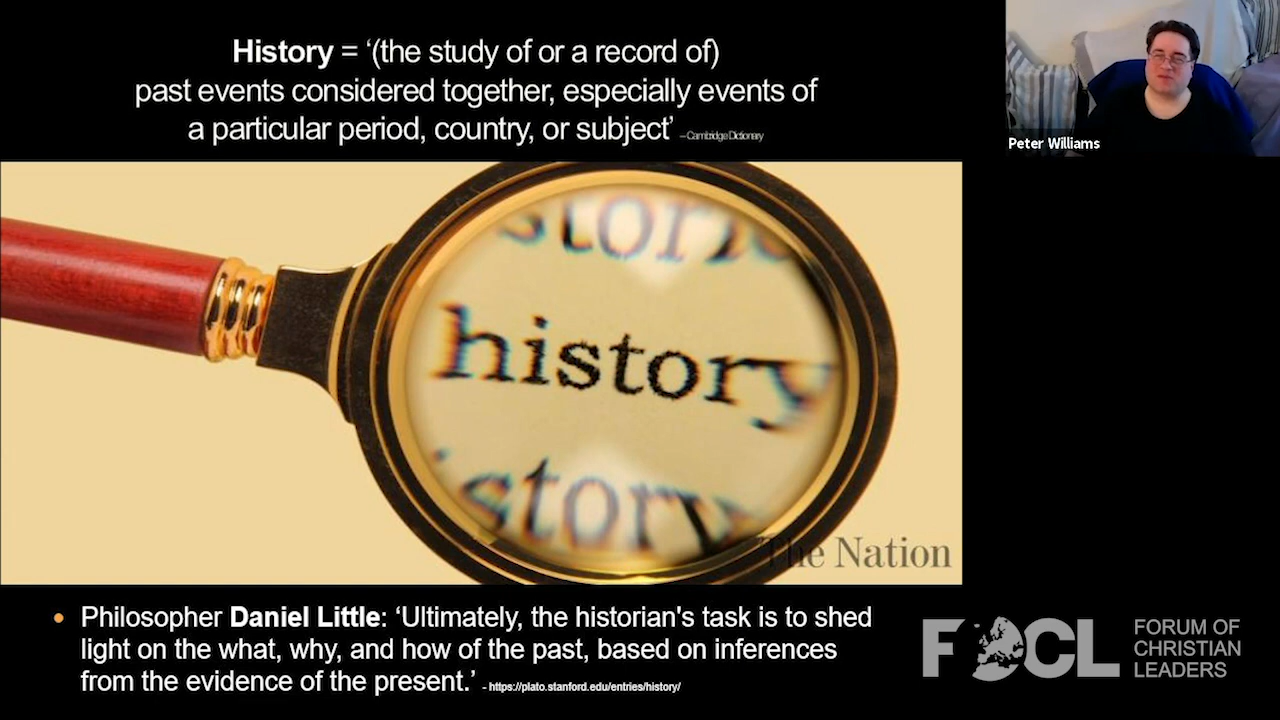 History = ‘(the study of or a record of)
past events considered together, especially events of
a particular period, country, or subject’ – Cambridge Dictionary
Peter Williams
history
The Nation
• Philosopher Daniel Little: ‘Ultimately, the historian's task is to shed
light on the what, why, and how of the past, based on inferences
from the evidence of the present.’ - https://plato.stanford.edu/entries/history/
FOCL
FORUM OF
CHRISTIAN
LEADERS